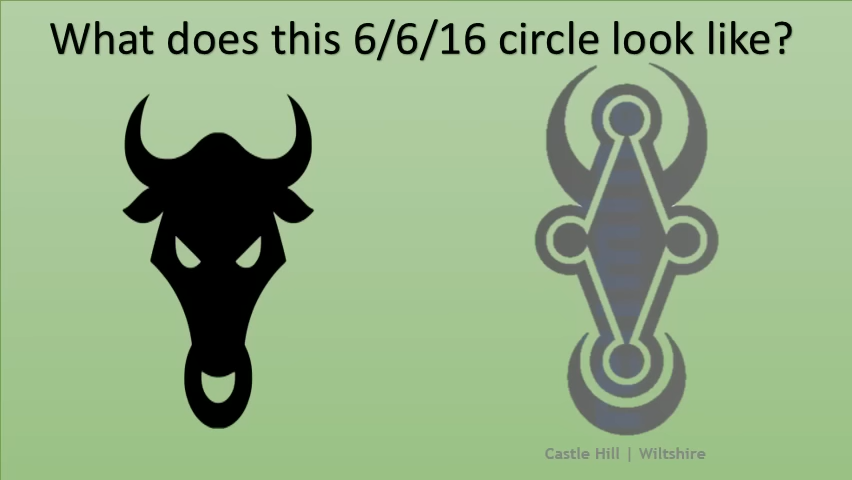 What does this 6/6/16 circle look like?
Castle Hill | Wiltshire